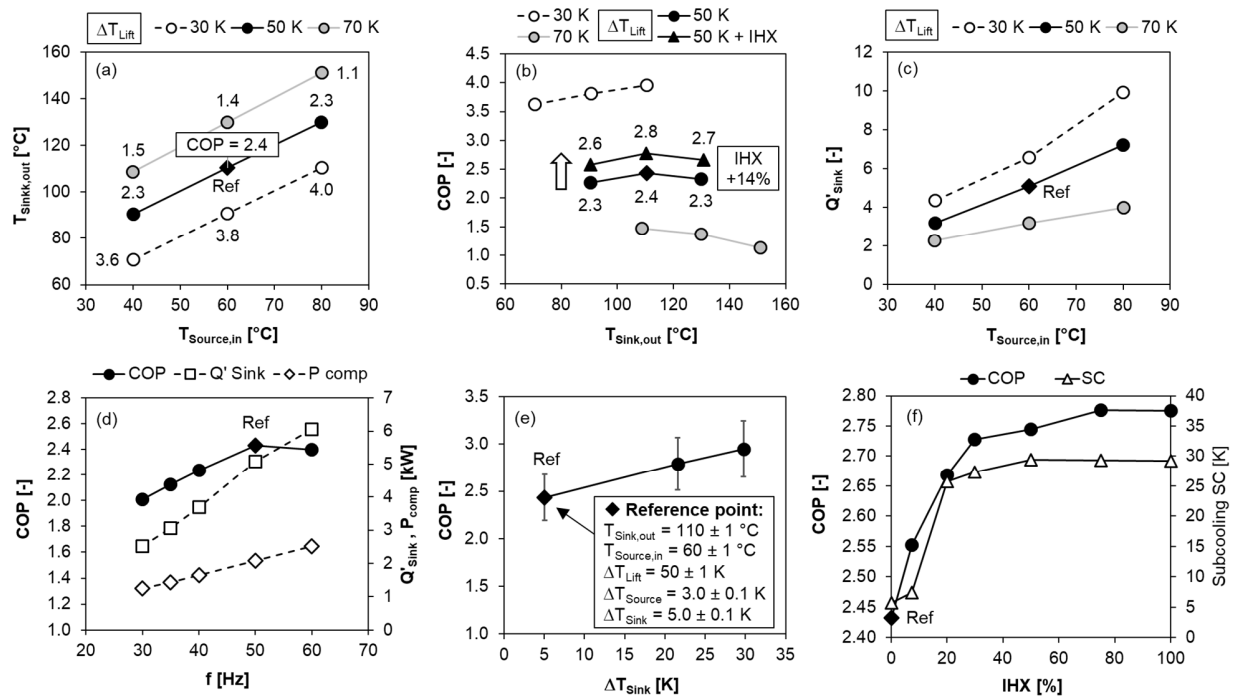 ΔT_Lift -o- 30 K -●- 50 K -●- 70 K
(a)
T_Sinkk,out [°C]
160
140
120
100
80
60
1.5
1.4
1.1
2.3
COP = 2.4
2.3
Ref
3.6
3.8
4.0
30 40 50 60 70 80 90
T_Source,in [°C]
-o- 30 K -●- 50 K
-●- 70 K ΔT_Lift -▲- 50 K + IHX
(b)
COP [-]
4.5
4.0
3.5
3.0
2.5
2.0
1.5
1.0
0.5
2.6 2.8 2.7
IHX
+14%
2.3 2.4 2.3
60 80 100 120 140 160
T_Sink,out [°C]
ΔT_Lift -o- 30 K -●- 50 K -●- 70 K
(c)
Q'_Sink
12
10
8
6
4
2
0
Ref
30 40 50 60 70 80 90
T_Source,in [°C]
-●- COP -□- Q' Sink -◇- P comp
(d)
COP [-]
2.8
2.6
2.4
2.2
2.0
1.8
1.6
1.4
1.2
1.0
Ref
7
6
5
4
3
2
1
0
Q'_Sink , P_comp [kW]
20 30 40 50 60 70
f [Hz]
(e)
COP [-]
3.5
3.0
2.5
2.0
1.5
1.0
Ref
◆ Reference point:
T_Sink,out = 110 ± 1 °C
T_Source,in = 60 ± 1 °C
ΔT_Lift = 50 ± 1 K
ΔT_Source = 3.0 ± 0.1 K
ΔT_Sink = 5.0 ± 0.1 K
0 5 10 15 20 25 30 35
ΔT_Sink [K]
-●- COP -△- SC
(f)
COP [-]
2.80
2.75
2.70
2.65
2.60
2.55
2.50
2.45
2.40
Ref
40
35
30
25
20
15
10
5
0
Subcooling SC [K]
0 20 40 60 80 100
IHX [%]